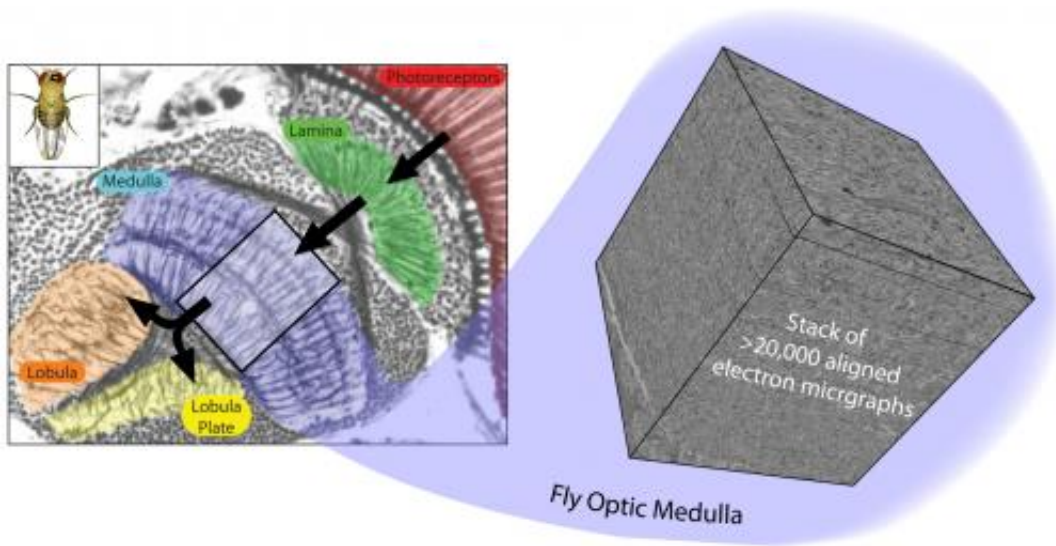 Photoreceptors
Lamina
Medulla
Lobula
Lobula
Plate
Stack of
>20,000 aligned
electron micrgraphs
Fly Optic Medulla